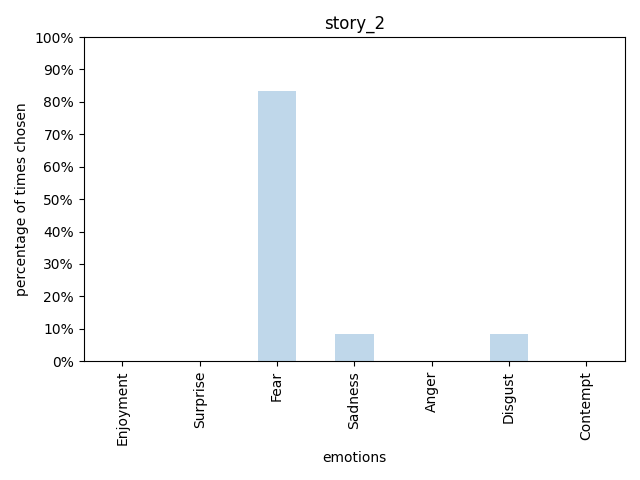 story_2
100%
90%
80%
70%
60%
50%
40%
30%
20%
10%
0%
percentage of times chosen
Enjoyment
Surprise
Fear
Sadness
Anger
Disgust
Contempt
emotions